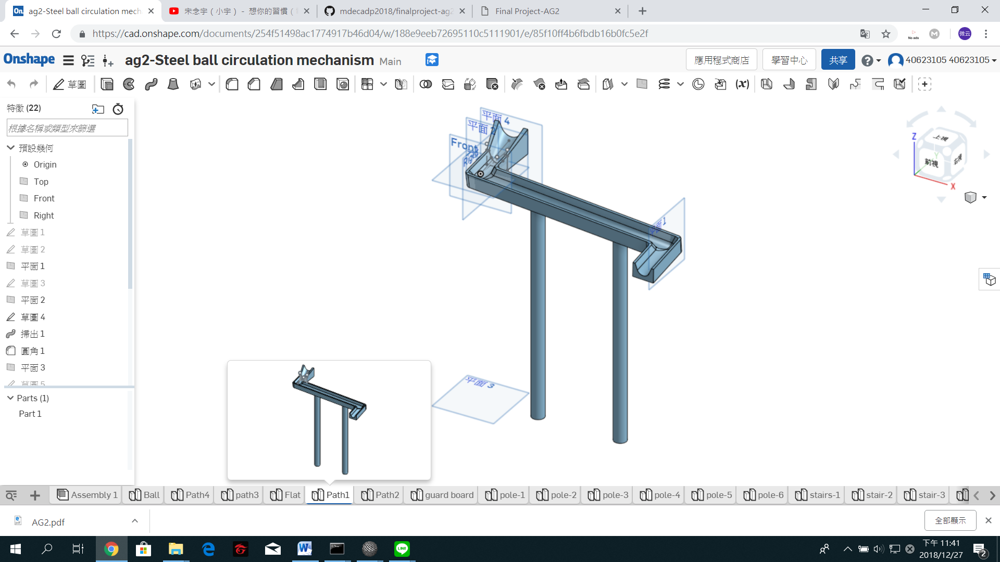 ag2-Steel ball circulation mech
宋念宇 ( 小宇 ) - 想你的習慣
mdecadp2018/finalproject-ag2
Final Project-AG2
https://cad.onshape.com/documents/254f51498ac1774917b46d04/w/188e9eeb72695110c5111901/e/85f10ff4b6fbdb16b0fc5e2f
No ads
M
微云
Onshape
ag2-Steel ball circulation mechanism Main
應用程式商店
學習中心
共享
40623105 40623105
草圖
(x)
特徵 (22)
根據名稱或類型來篩選
預設幾何
Origin
Top
Front
Right
草圖 1
草圖 2
平面 1
草圖 3
平面 2
草圖 4
掃出 1
圓角 1
平面 3
草圖 5
Parts (1)
Part 1
平面 4
平面 2
Front
Right
平面 1
平面 3
Z
上視
Y
前視
右視
X
Assembly 1
Ball
Path4
path3
Flat
Path1
Path2
guard board
pole-1
pole-2
pole-3
pole-4
pole-5
pole-6
stairs-1
stair-2
stair-3
AG2.pdf
全部顯示
LINE
下午 11:41
2018/12/27
2